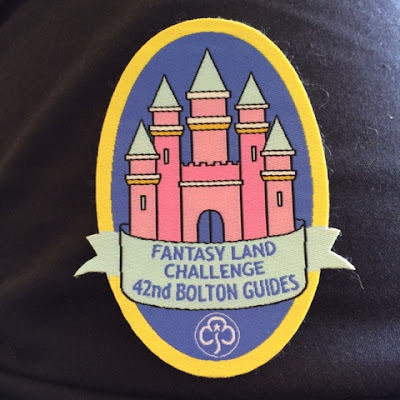 FANTASY LAND
CHALLENGE
42nd BOLTON GUIDES